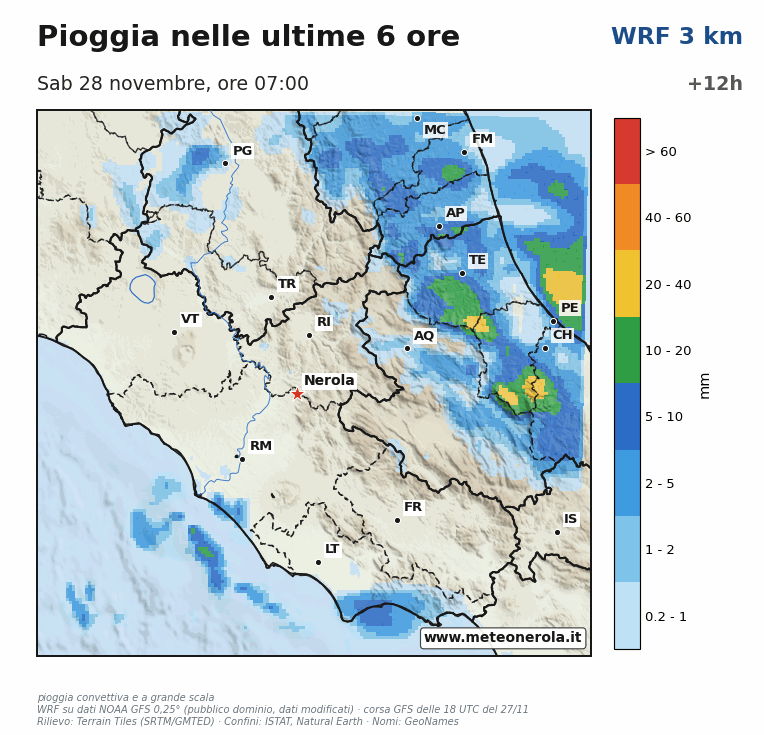 Pioggia nelle ultime 6 ore
WRF 3 km
Sab 28 novembre, ore 07:00
+12h
MC
FM
PG
AP
TE
TR
PE
VT
RI
AQ
CH
Nerola
RM
FR
IS
LT
www.meteonerola.it
> 60
40 - 60
20 - 40
10 - 20
5 - 10
2 - 5
1 - 2
0.2 - 1
mm
pioggia convettiva e a grande scala
WRF su dati NOAA GFS 0,25° (pubblico dominio, dati modificati) · corsa GFS delle 18 UTC del 27/11
Rilievo: Terrain Tiles (SRTM/GMTED) · Confini: ISTAT, Natural Earth · Nomi: GeoNames